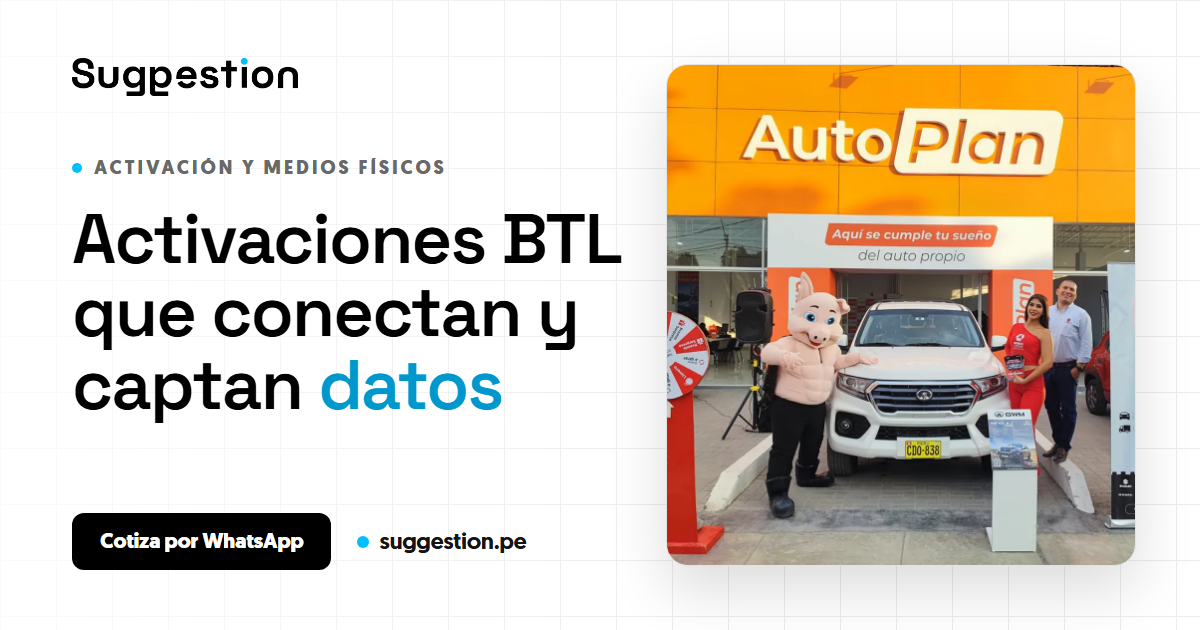 Suggestion
ACTIVACIÓN Y MEDIOS FÍSICOS
Activaciones BTL
que conectan y
captan datos
Cotiza por WhatsApp
suggestion.pe
AutoPlan
Aquí se cumple tu sueño
del auto propio
GWM
CDO-838